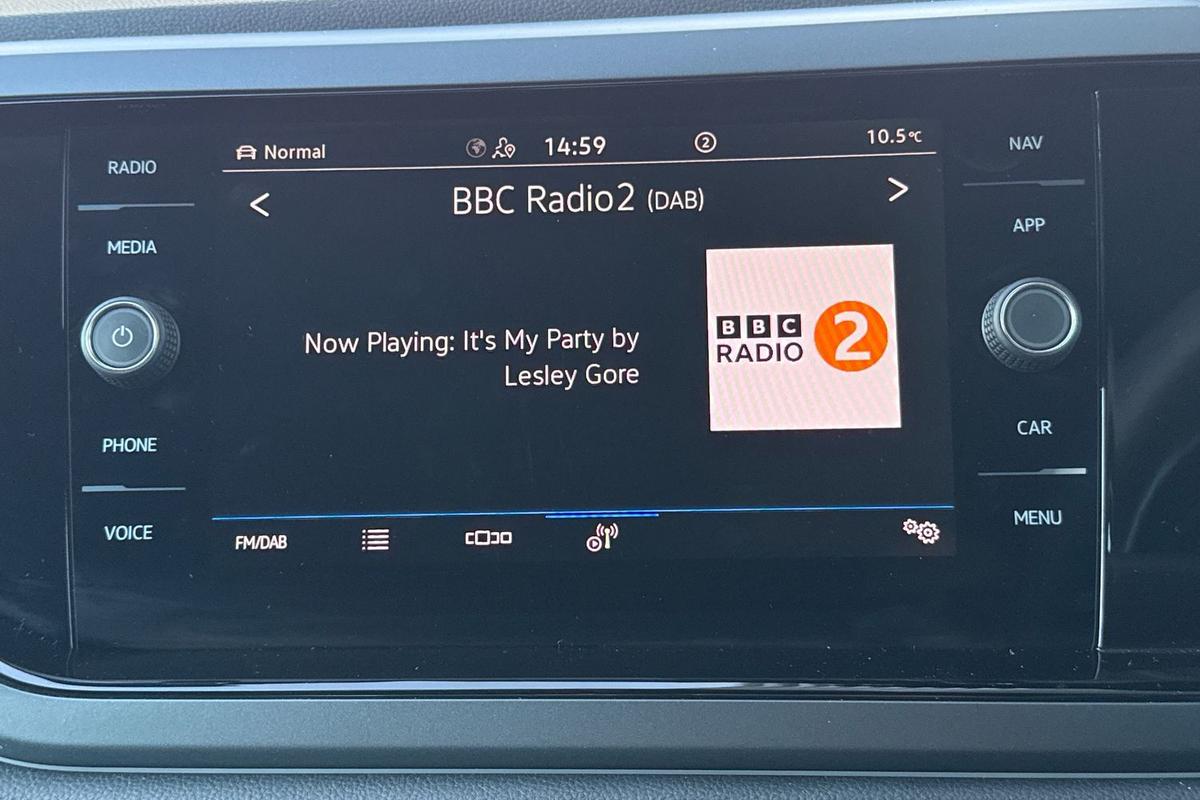 RADIO
MEDIA
PHONE
VOICE
Normal
14:59
2
10.5°C
< BBC Radio2 (DAB) >
Now Playing: It's My Party by
Lesley Gore
BBC
RADIO 2
FM/DAB
NAV
APP
CAR
MENU